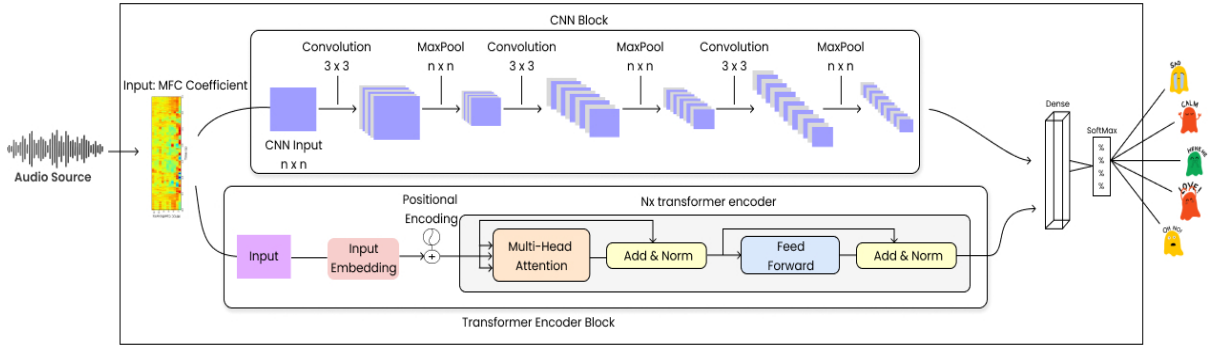 CNN Block
Convolution
3 x 3
MaxPool
n x n
Convolution
3 x 3
MaxPool
n x n
Convolution
3 x 3
MaxPool
n x n
Input: MFC Coefficient
CNN Input
n x n
Audio Source
Dense
SoftMax
%
%
%
%
SAD
CALM
LOVE!
OH NO!
Positional
Encoding
Nx transformer encoder
Input
Input
Embedding
+
Multi-Head
Attention
Add & Norm
Feed
Forward
Add & Norm
Transformer Encoder Block